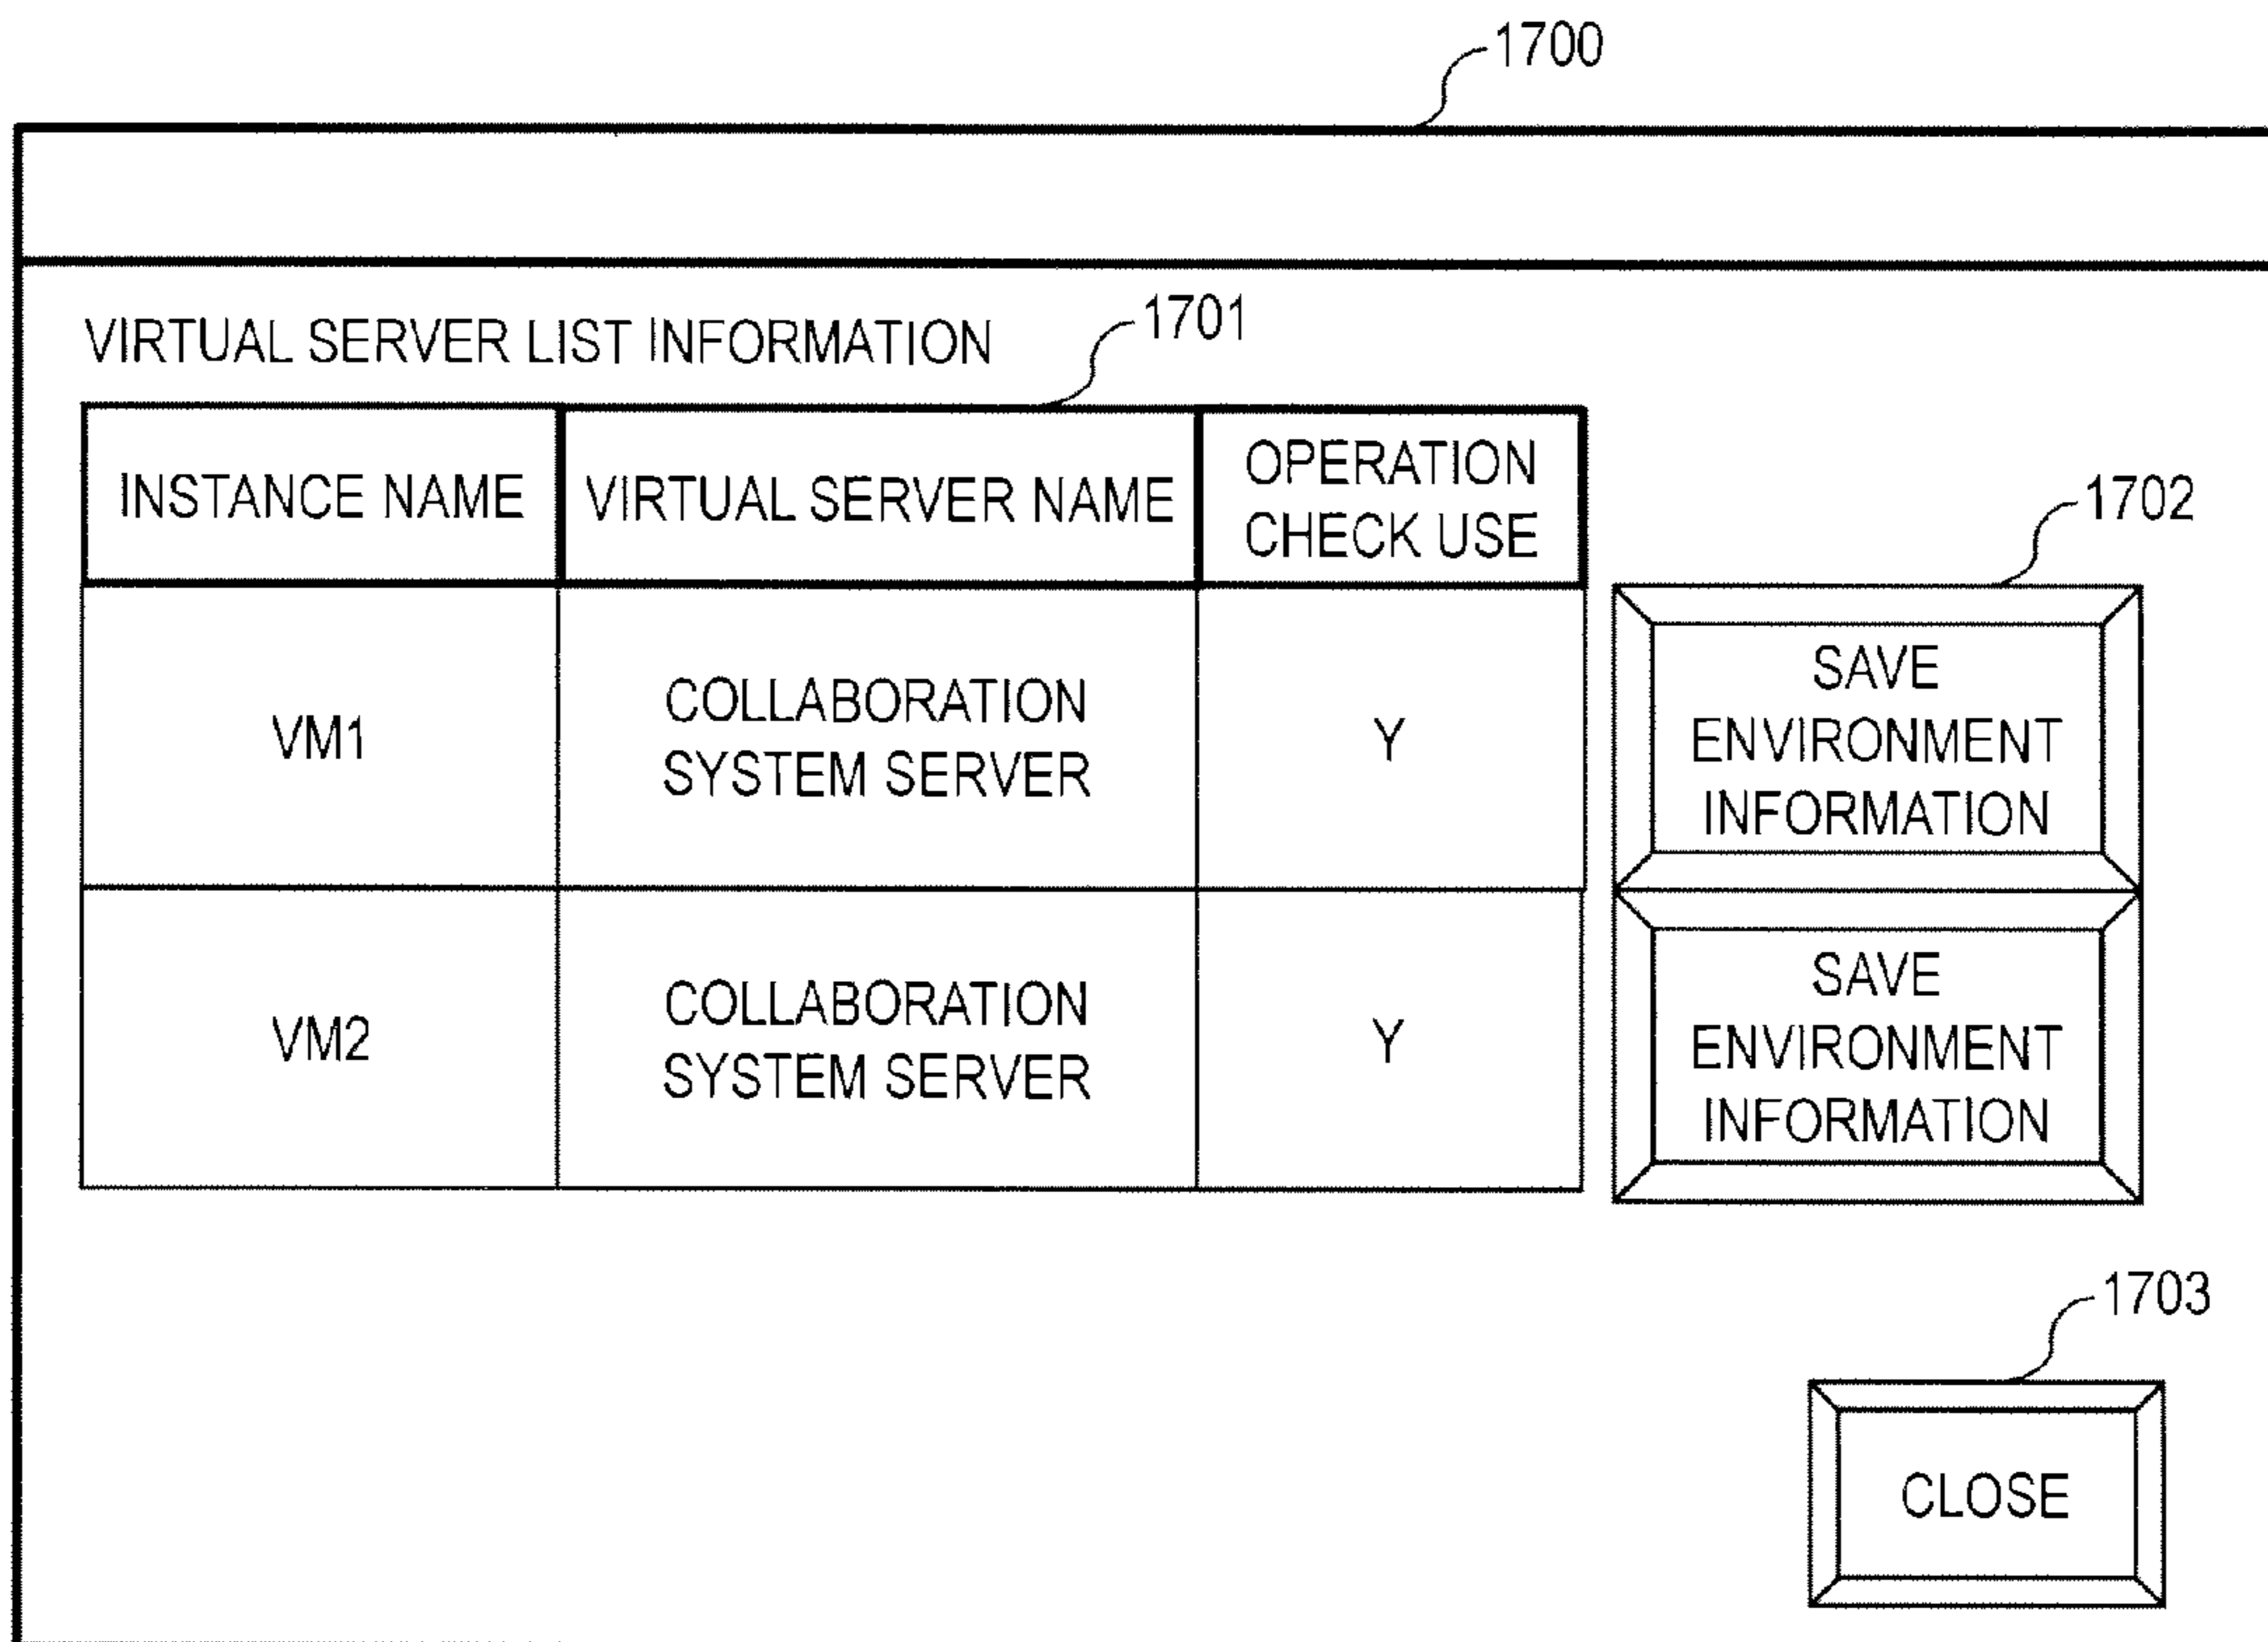 1700
VIRTUAL SERVER LIST INFORMATION
1701
INSTANCE NAME
VIRTUAL SERVER NAME
OPERATION
CHECK USE
1702
VM1
COLLABORATION
SYSTEM SERVER
Y
SAVE
ENVIRONMENT
INFORMATION
VM2
COLLABORATION
SYSTEM SERVER
Y
SAVE
ENVIRONMENT
INFORMATION
1703
CLOSE